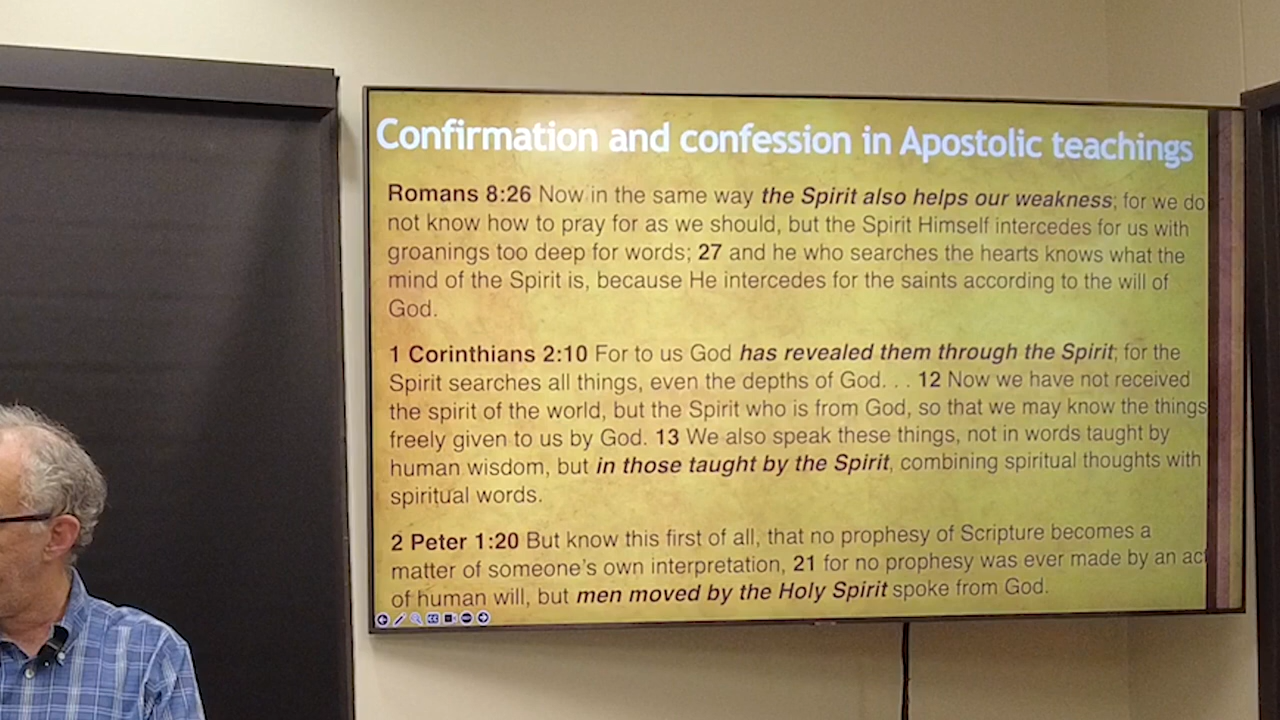 Confirmation and confession in Apostolic teachings
Romans 8:26 Now in the same way the Spirit also helps our weakness; for we do
not know how to pray for as we should, but the Spirit Himself intercedes for us with
groanings too deep for words; 27 and he who searches the hearts knows what the
mind of the Spirit is, because He intercedes for the saints according to the will of
God.
1 Corinthians 2:10 For to us God has revealed them through the Spirit; for the
Spirit searches all things, even the depths of God. . . 12 Now we have not received
the spirit of the world, but the Spirit who is from God, so that we may know the things
freely given to us by God. 13 We also speak these things, not in words taught by
human wisdom, but in those taught by the Spirit, combining spiritual thoughts with
spiritual words.
2 Peter 1:20 But know this first of all, that no prophesy of Scripture becomes a
matter of someone's own interpretation, 21 for no prophesy was ever made by an act
of human will, but men moved by the Holy Spirit spoke from God.